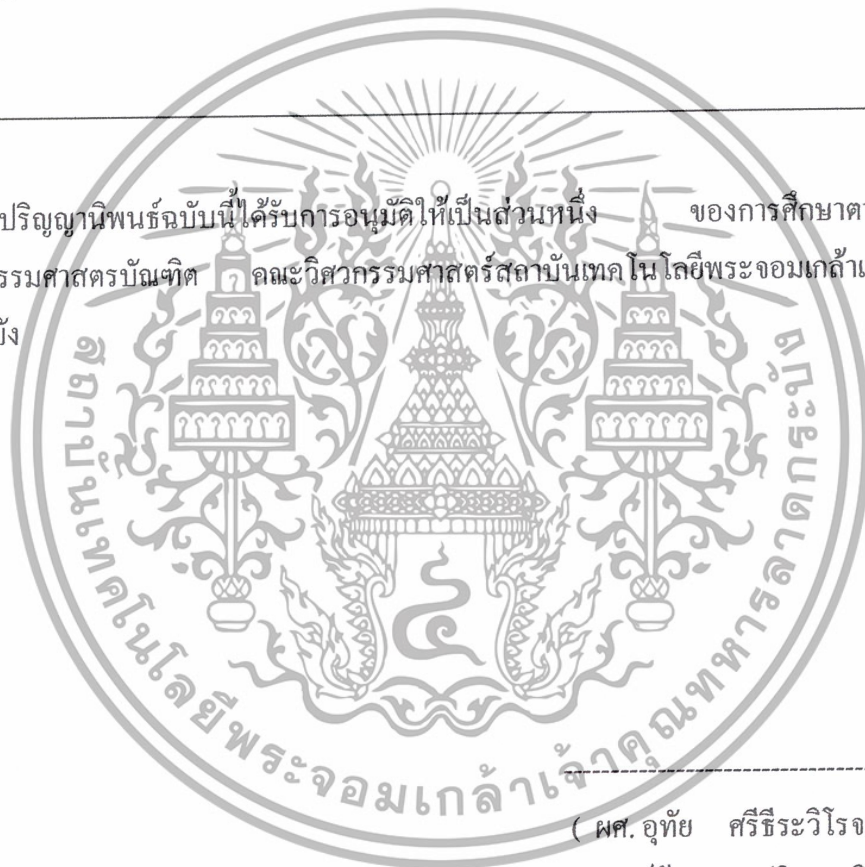 ปริญญานิพนธ์ฉบับนี้ได้รับการอนุมัติให้เป็นส่วนหนึ่ง ของการศึกษาต
รรมศาสตรบัณฑิต คณะวิศวกรรมศาสตร์สถาบันเทคโนโลยีพระจอมเกล้าเ
บัง
สถาบันเทคโนโลยีพระจอมเกล้าเจ้าคุณทหารลาดกระบัง
๔
( ผศ. อุทัย ศรีธีระวิโรจ